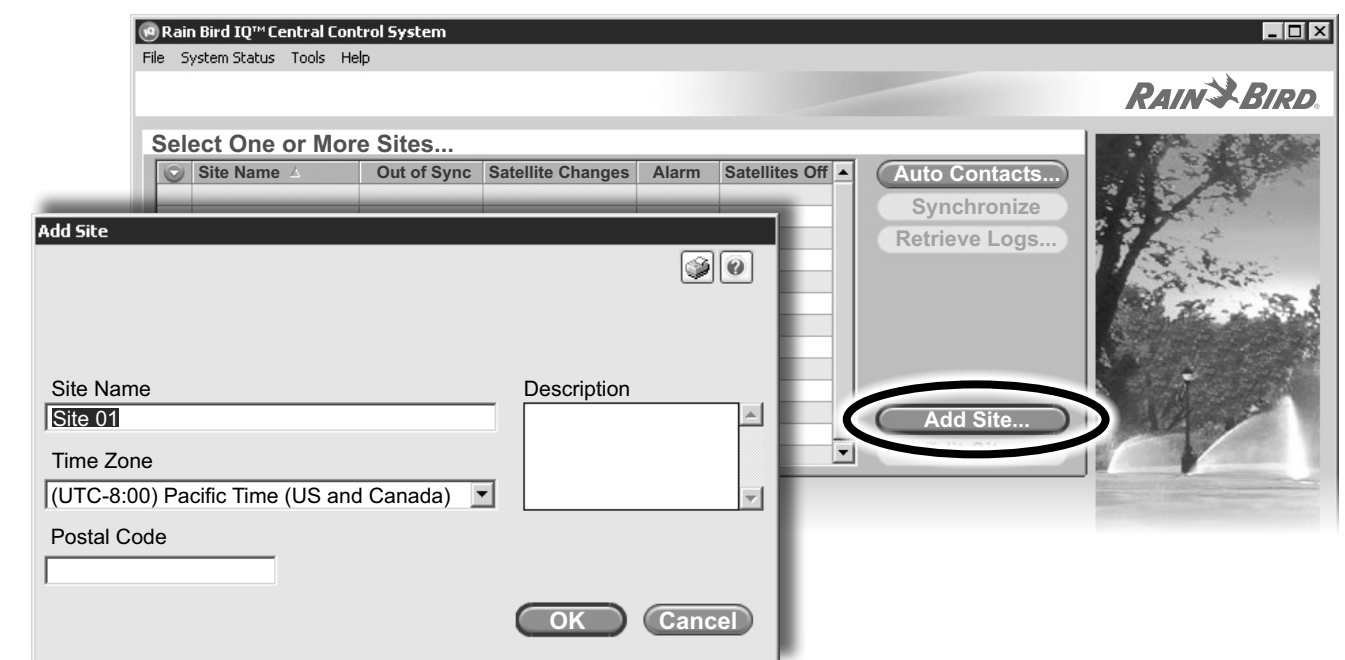 Rain Bird IQ™ Central Control System
File System Status Tools Help
RAIN BIRD®
Select One or More Sites...
Site Name Out of Sync Satellite Changes Alarm Satellites Off
Auto Contacts...
Synchronize
Retrieve Logs...
Add Site...
Add Site
Site Name
Site 01
Description
Time Zone
(UTC-8:00) Pacific Time (US and Canada)
Postal Code
OK Cancel